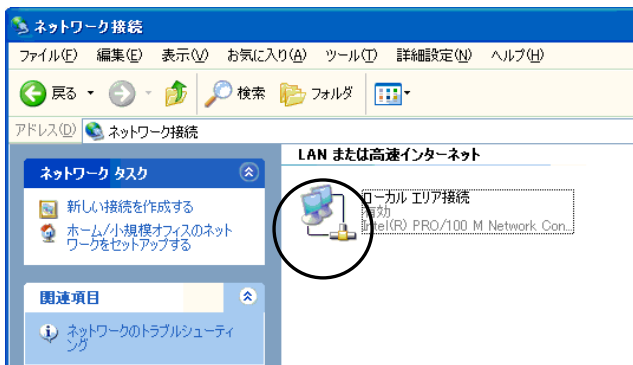 ネットワーク接続
ファイル(F) 編集(E) 表示(V) お気に入り(A) ツール(T) 詳細設定(N) ヘルプ(H)
戻る 検索 フォルダ
アドレス(D) ネットワーク接続
ネットワーク タスク
新しい接続を作成する
ホーム/小規模オフィスのネット
ワークをセットアップする
関連項目
ネットワークのトラブルシューティ
ング
LAN または高速インターネット
ローカル エリア接続
有効
Intel(R) PRO/100 M Network Con...